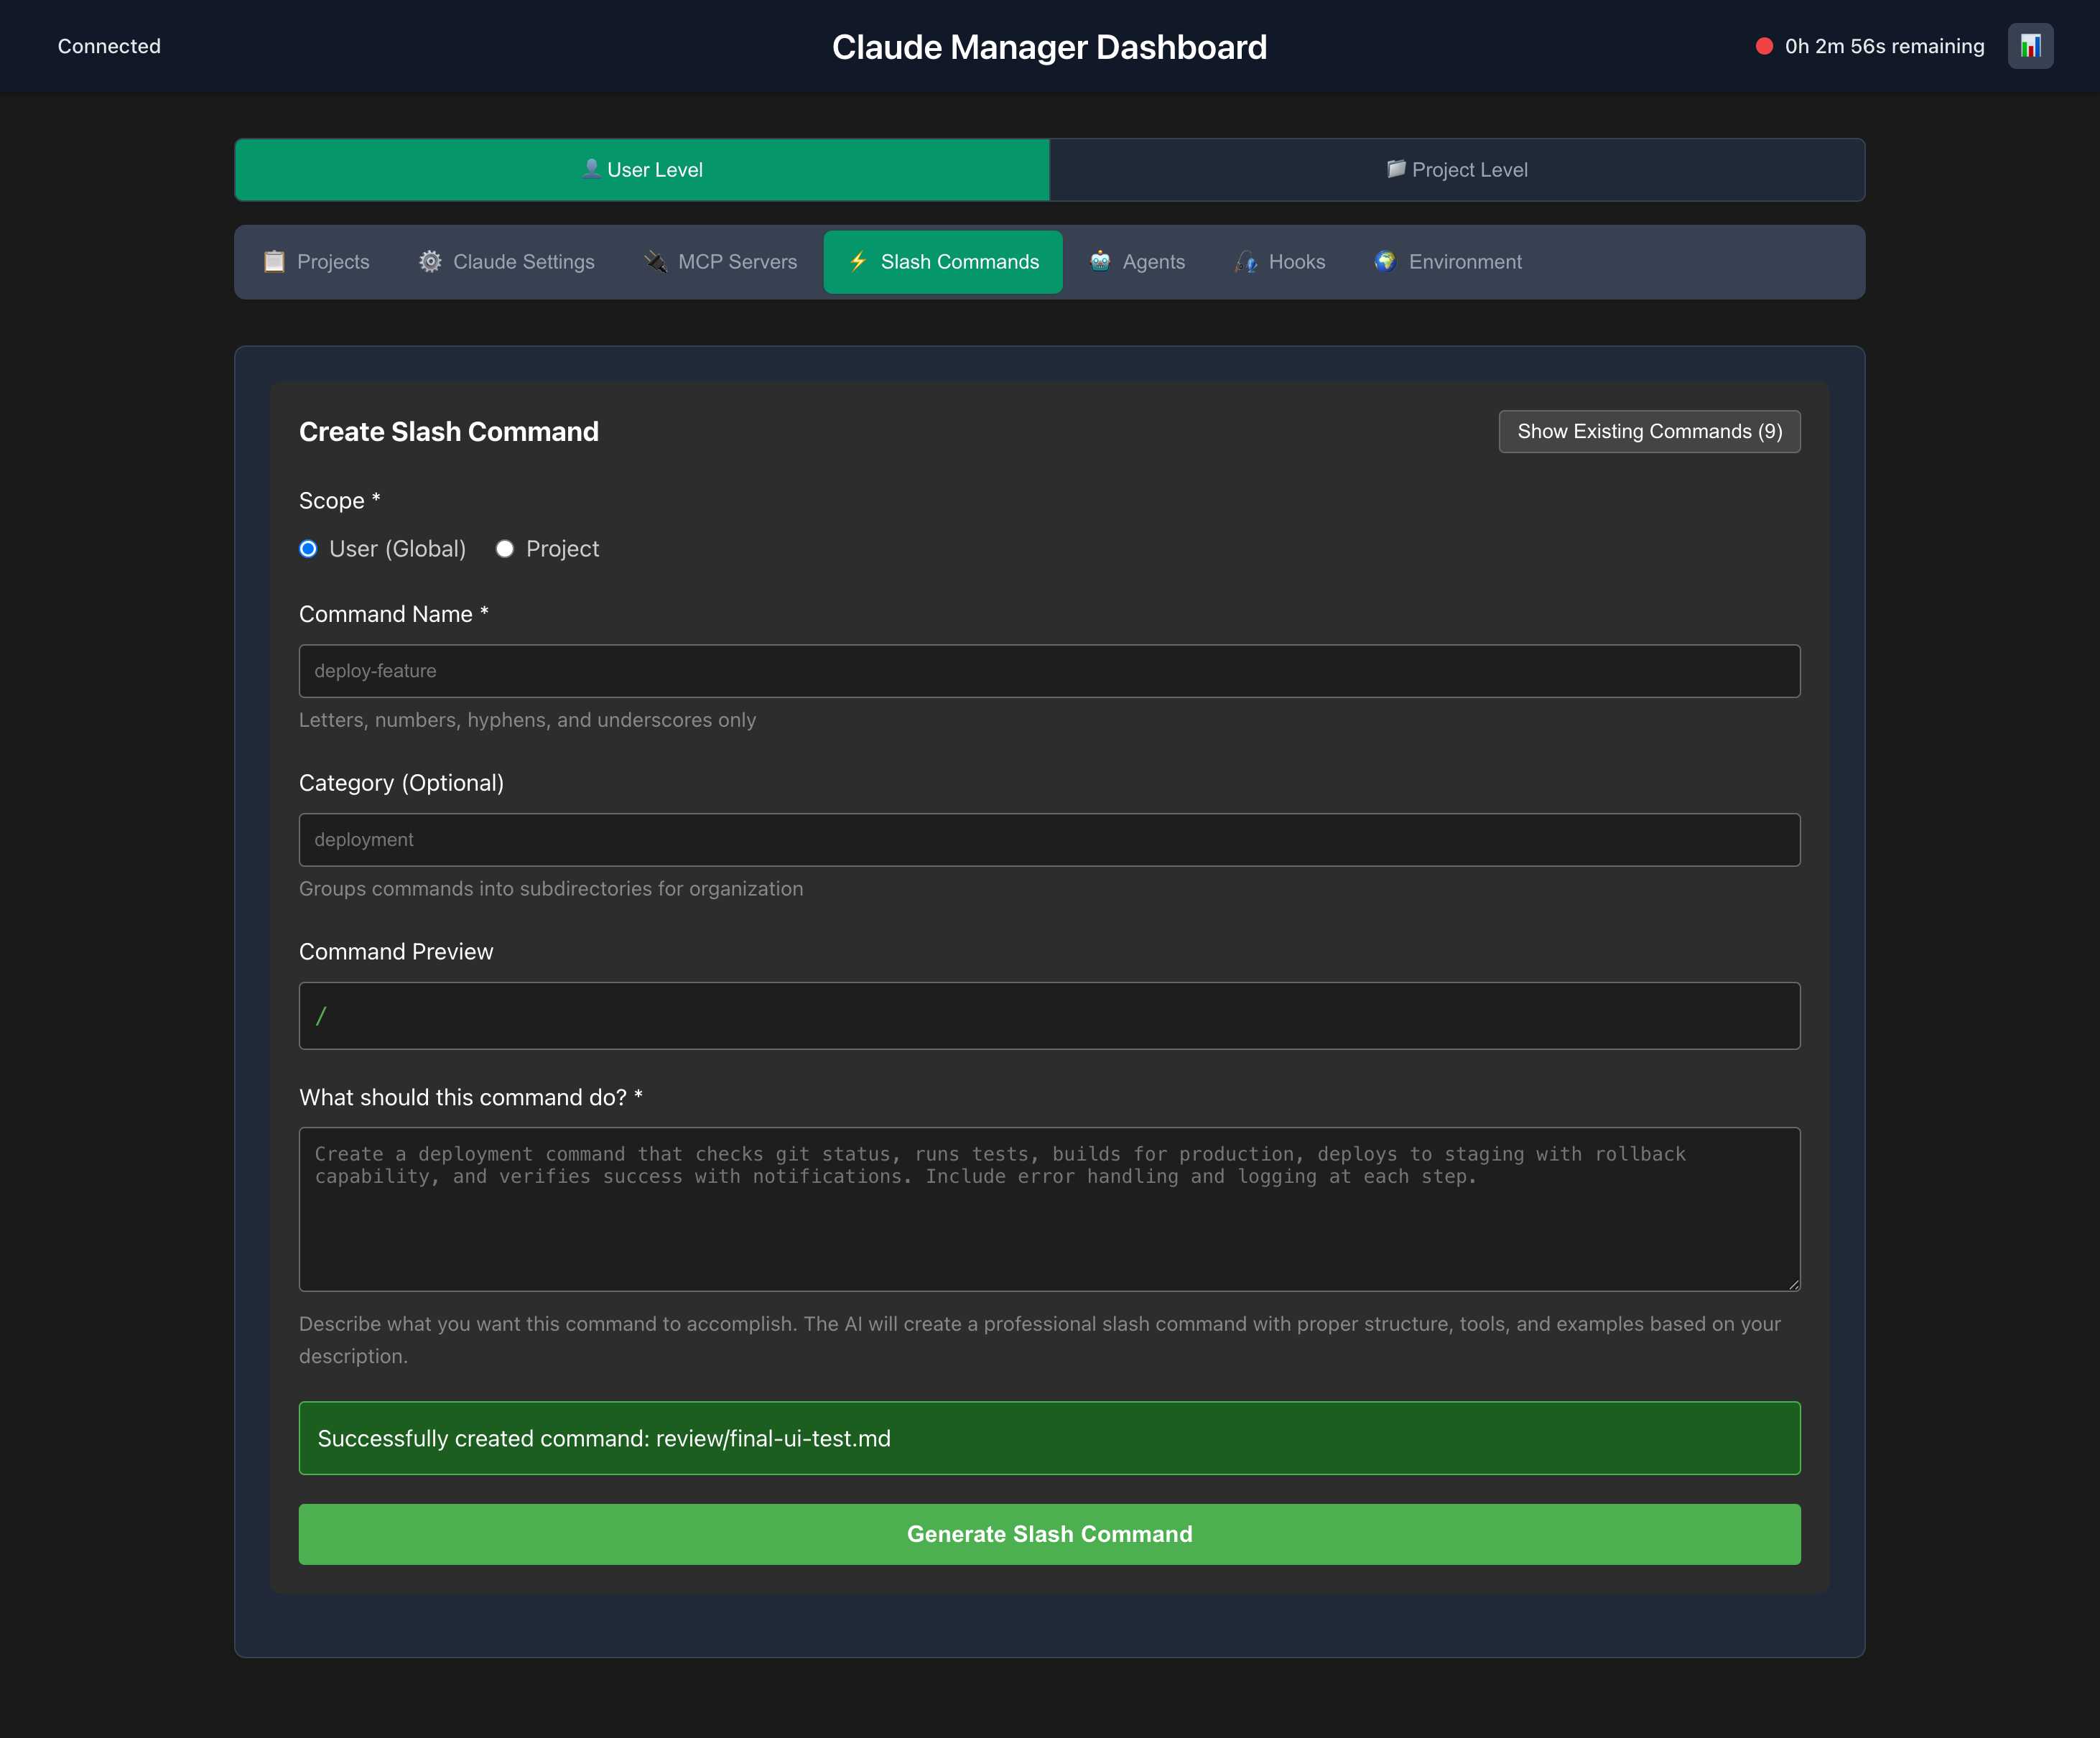 Connected
Claude Manager Dashboard
0h 2m 56s remaining
User Level
Project Level
Projects
Claude Settings
MCP Servers
Slash Commands
Agents
Hooks
Environment
Create Slash Command
Show Existing Commands (9)
Scope *
User (Global)
Project
Command Name *
deploy-feature
Letters, numbers, hyphens, and underscores only
Category (Optional)
deployment
Groups commands into subdirectories for organization
Command Preview
/
What should this command do? *
Create a deployment command that checks git status, runs tests, builds for production, deploys to staging with rollback
capability, and verifies success with notifications. Include error handling and logging at each step.
Describe what you want this command to accomplish. The AI will create a professional slash command with proper structure, tools, and examples based on your
description.
Successfully created command: review/final-ui-test.md
Generate Slash Command